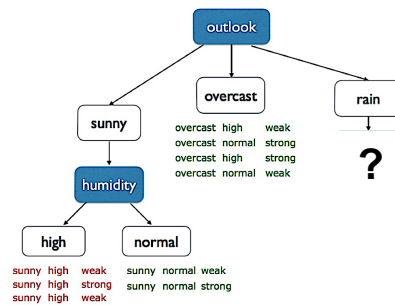 outlook
sunny
overcast
rain
overcast high weak
overcast normal strong
overcast high strong
overcast normal weak
?
humidity
high
normal
sunny high weak
sunny high strong
sunny high weak
sunny normal weak
sunny normal strong